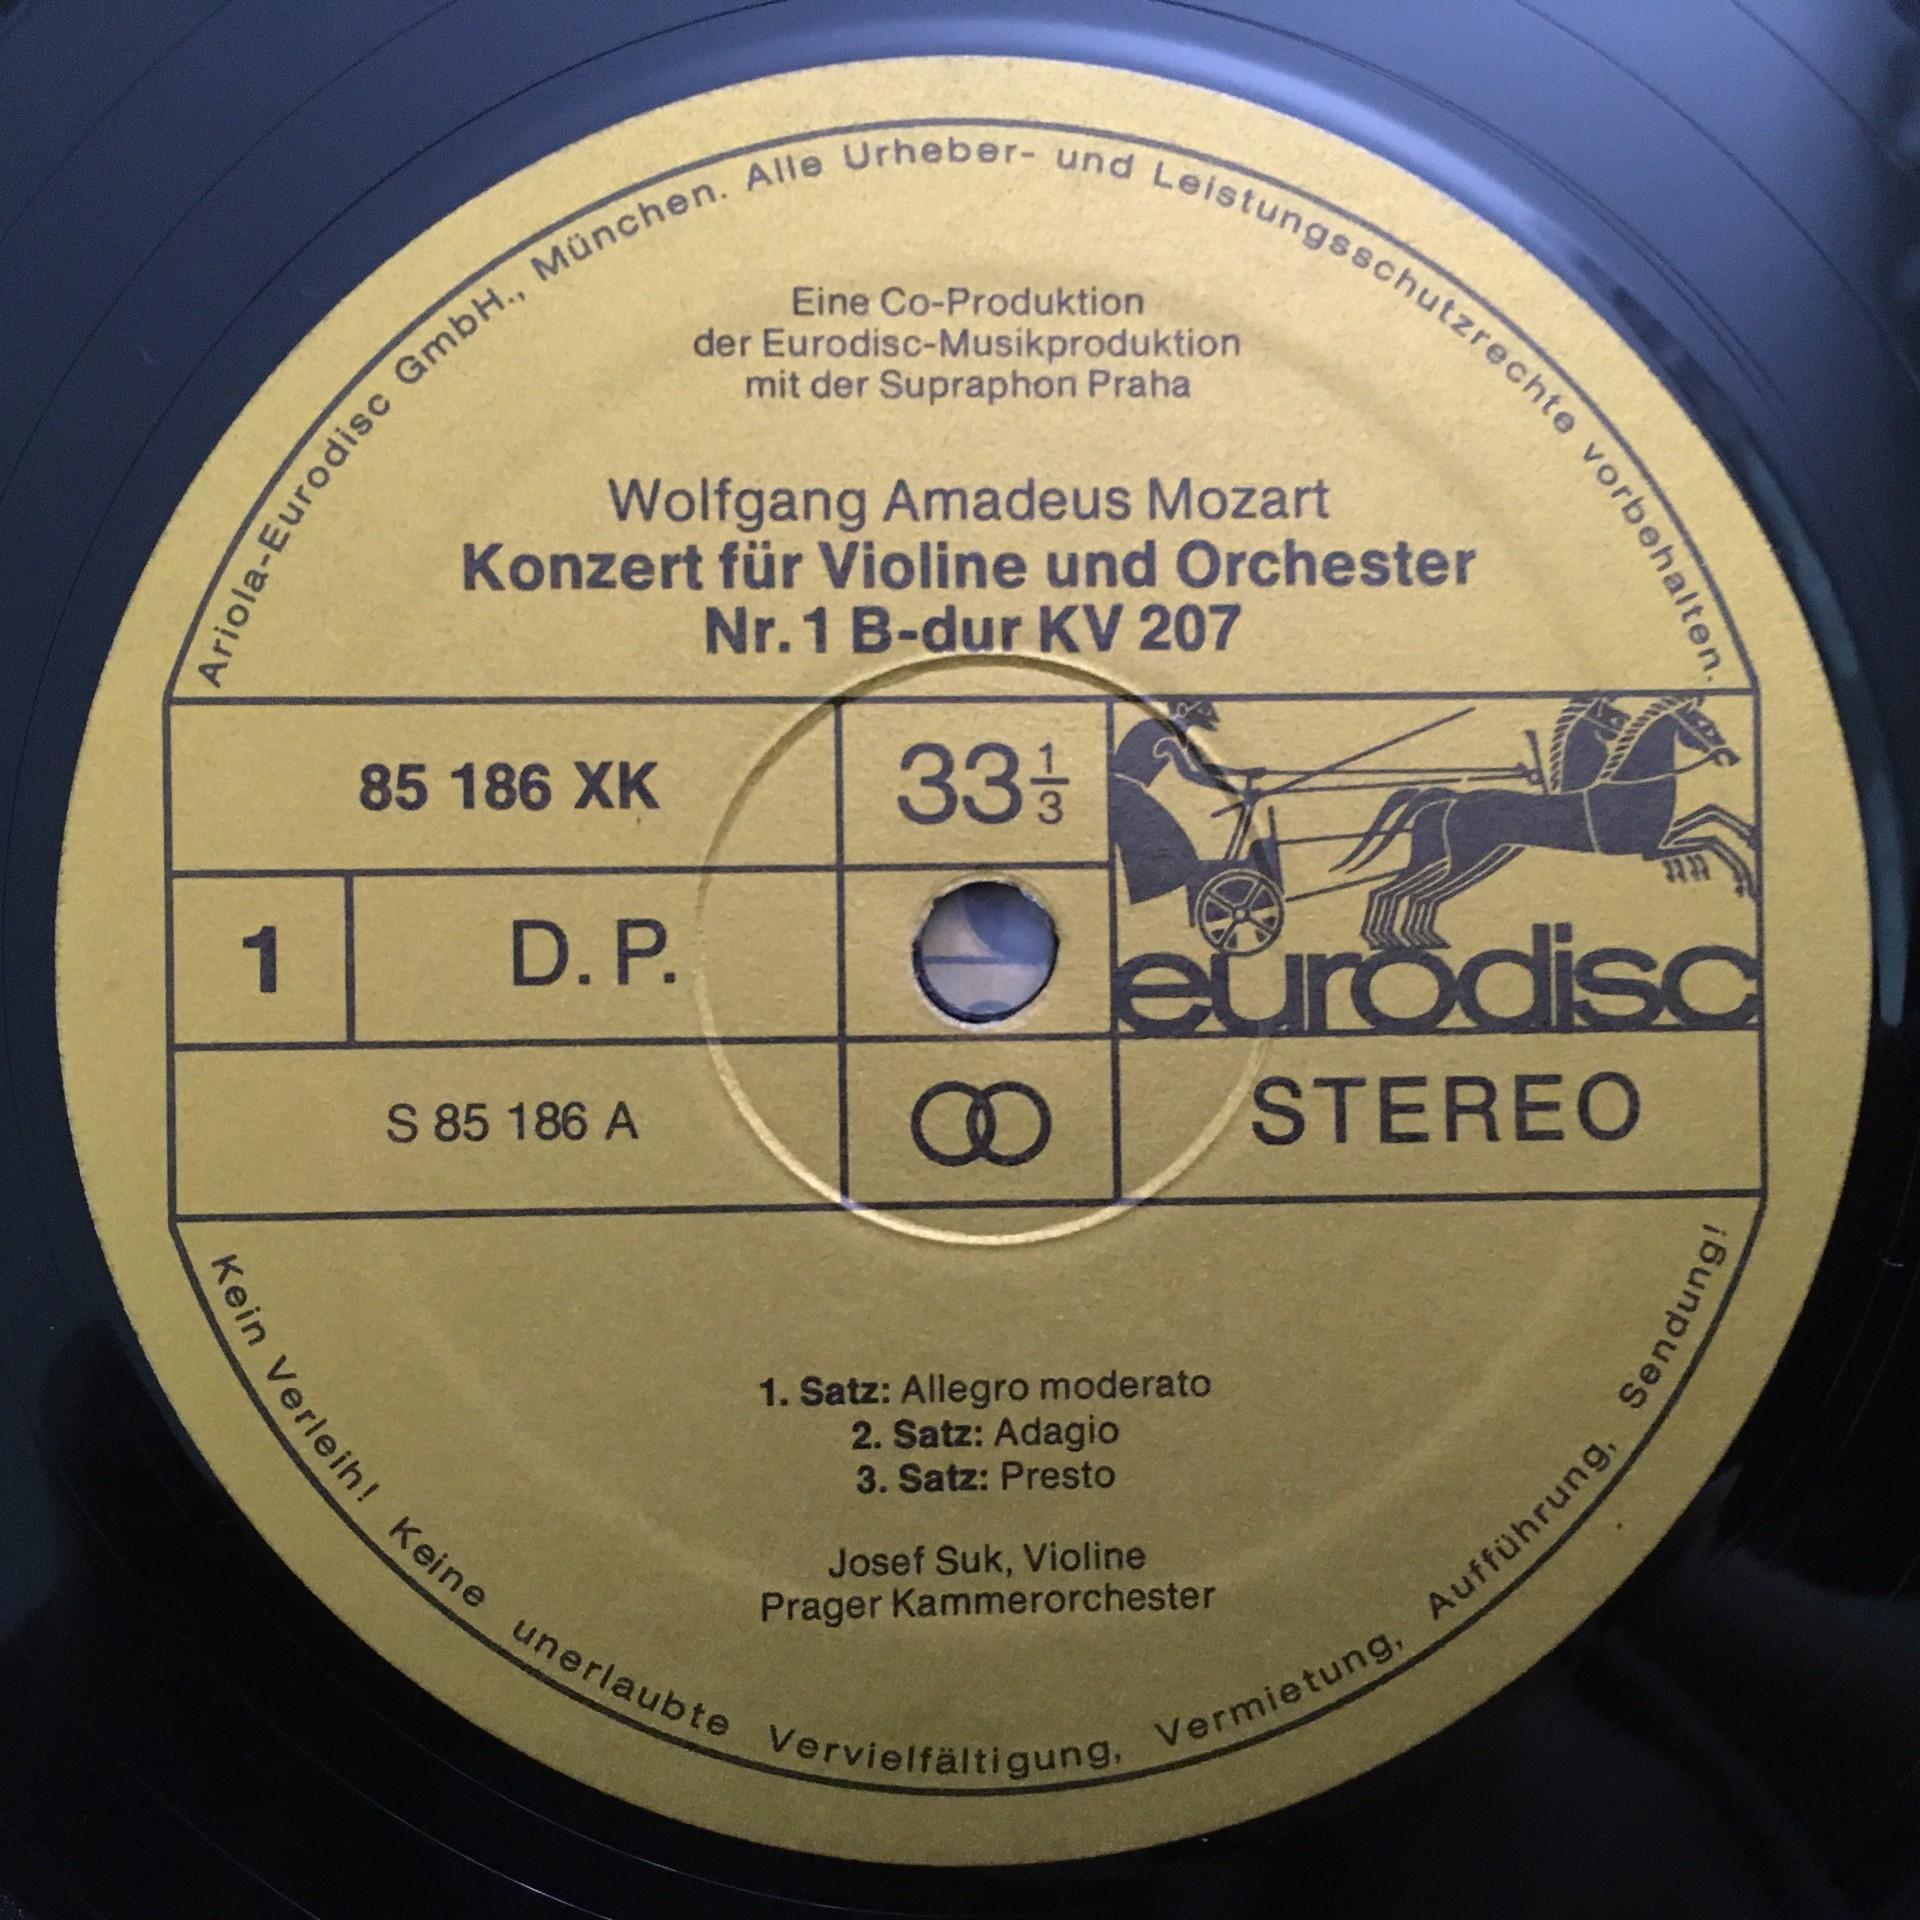 Ariola-Eurodisc GmbH., München. Alle Urheber- und Leistungsschutzrechte vorbehalten.
Eine Co-Produktion
der Eurodisc-Musikproduktion
mit der Supraphon Praha
Wolfgang Amadeus Mozart
Konzert für Violine und Orchester
Nr. 1 B-dur KV 207
85 186 XK
33 1/3
1
D. P.
eurodisc
S 85 186 A
STEREO
1. Satz: Allegro moderato
2. Satz: Adagio
3. Satz: Presto
Josef Suk, Violine
Prager Kammerorchester
Kein Verleih! Keine unerlaubte Vervielfältigung, Vermietung, Aufführung, Sendung!